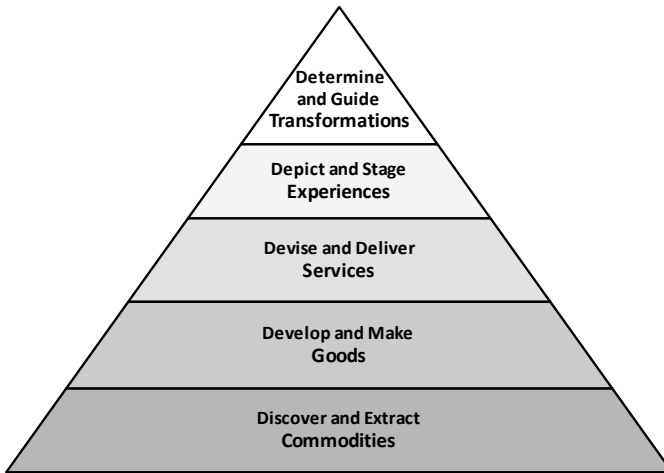 Determine
and Guide
Transformations
Depict and Stage
Experiences
Devise and Deliver
Services
Develop and Make
Goods
Discover and Extract
Commodities